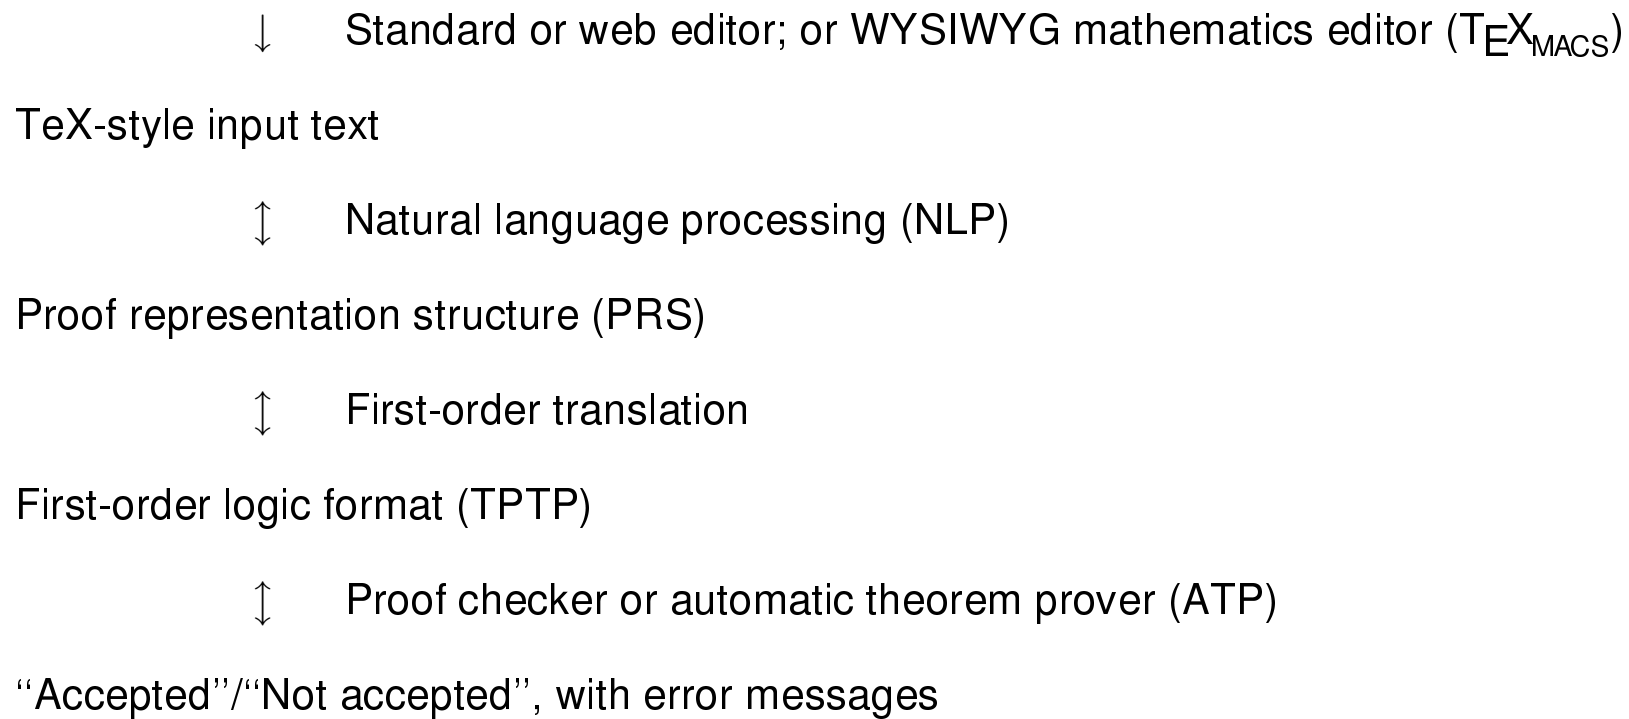 ↓ Standard or web editor; or WYSIWYG mathematics editor (TEXMACS)
TeX-style input text
↕ Natural language processing (NLP)
Proof representation structure (PRS)
↕ First-order translation
First-order logic format (TPTP)
↕ Proof checker or automatic theorem prover (ATP)
“Accepted”/“Not accepted”, with error messages